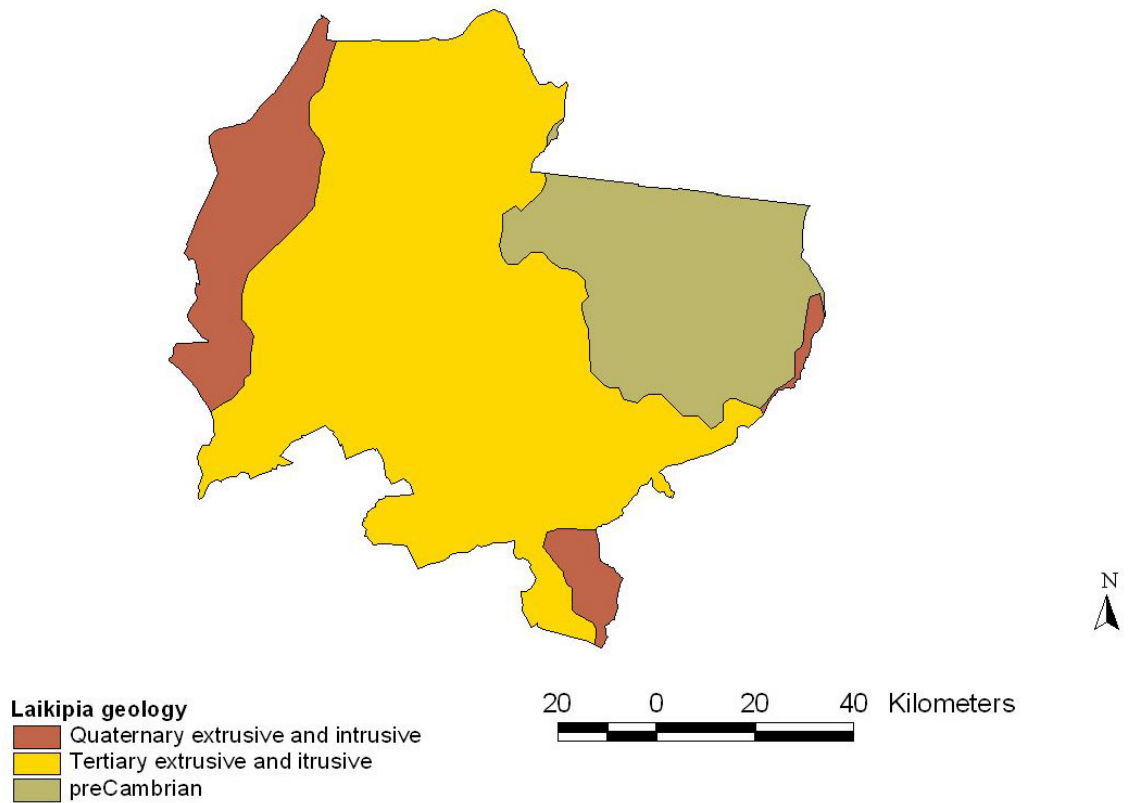 N
Laikipia geology
Quaternary extrusive and intrusive
Tertiary extrusive and itrusive
preCambrian
20 0 20 40 Kilometers